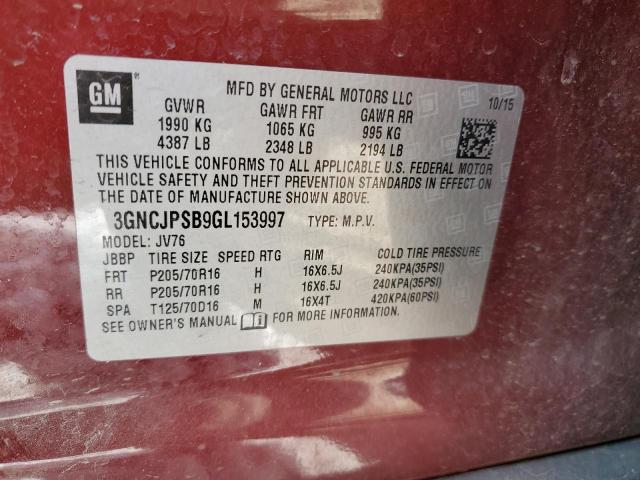 GM ®
MFD BY GENERAL MOTORS LLC
10/15
GVWR GAWR FRT GAWR RR
1990 KG 1065 KG 995 KG
4387 LB 2348 LB 2194 LB
THIS VEHICLE CONFORMS TO ALL APPLICABLE U.S. FEDERAL MOTOR
VEHICLE SAFETY AND THEFT PREVENTION STANDARDS IN EFFECT ON
THE DATE OF MANUFACTURE SHOWN ABOVE.
3GNCJPSB9GL153997 TYPE: M.P.V.
MODEL: JV76
JBBP TIRE SIZE SPEED RTG RIM COLD TIRE PRESSURE
FRT P205/70R16 H 16X6.5J 240KPA(35PSI)
RR P205/70R16 H 16X6.5J 240KPA(35PSI)
SPA T125/70D16 M 16X4T 420KPA(60PSI)
SEE OWNER'S MANUAL FOR MORE INFORMATION.